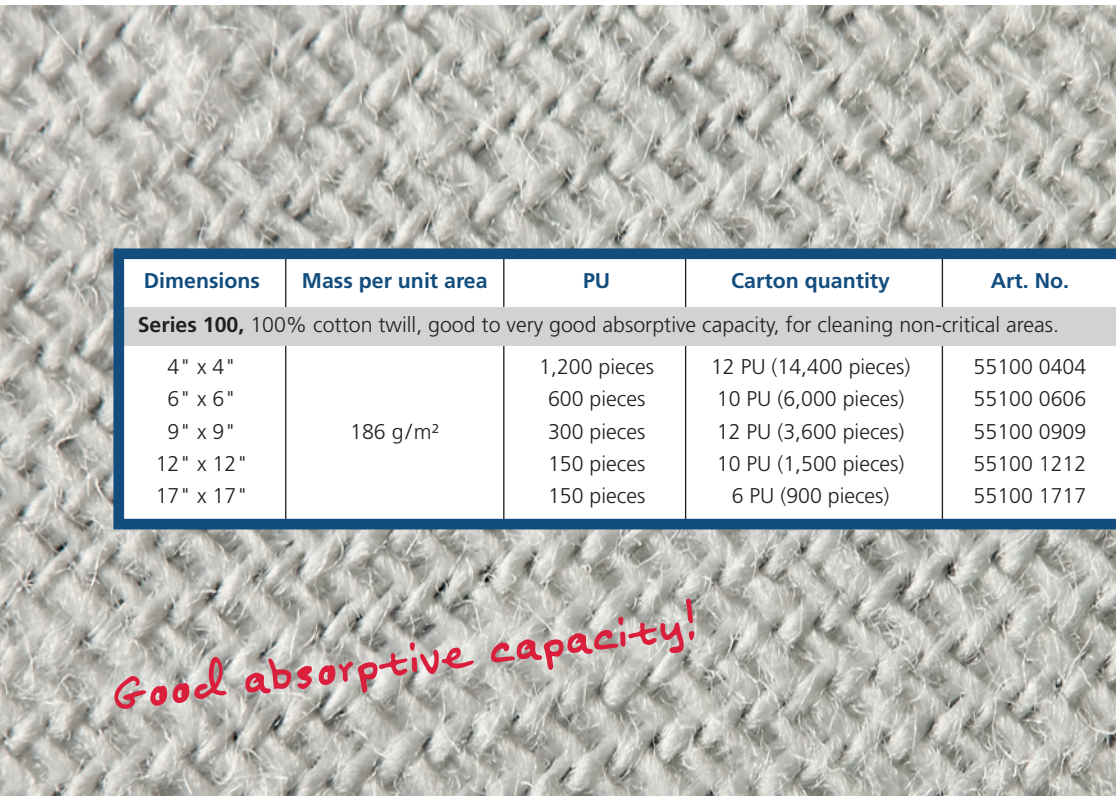 Dimensions Mass per unit area PU Carton quantity Art. No.
Series 100, 100% cotton twill, good to very good absorptive capacity, for cleaning non-critical areas.
4" x 4" 1,200 pieces 12 PU (14,400 pieces) 55100 0404
6" x 6" 600 pieces 10 PU (6,000 pieces) 55100 0606
9" x 9" 186 g/m² 300 pieces 12 PU (3,600 pieces) 55100 0909
12" x 12" 150 pieces 10 PU (1,500 pieces) 55100 1212
17" x 17" 150 pieces 6 PU (900 pieces) 55100 1717
Good absorptive capacity!